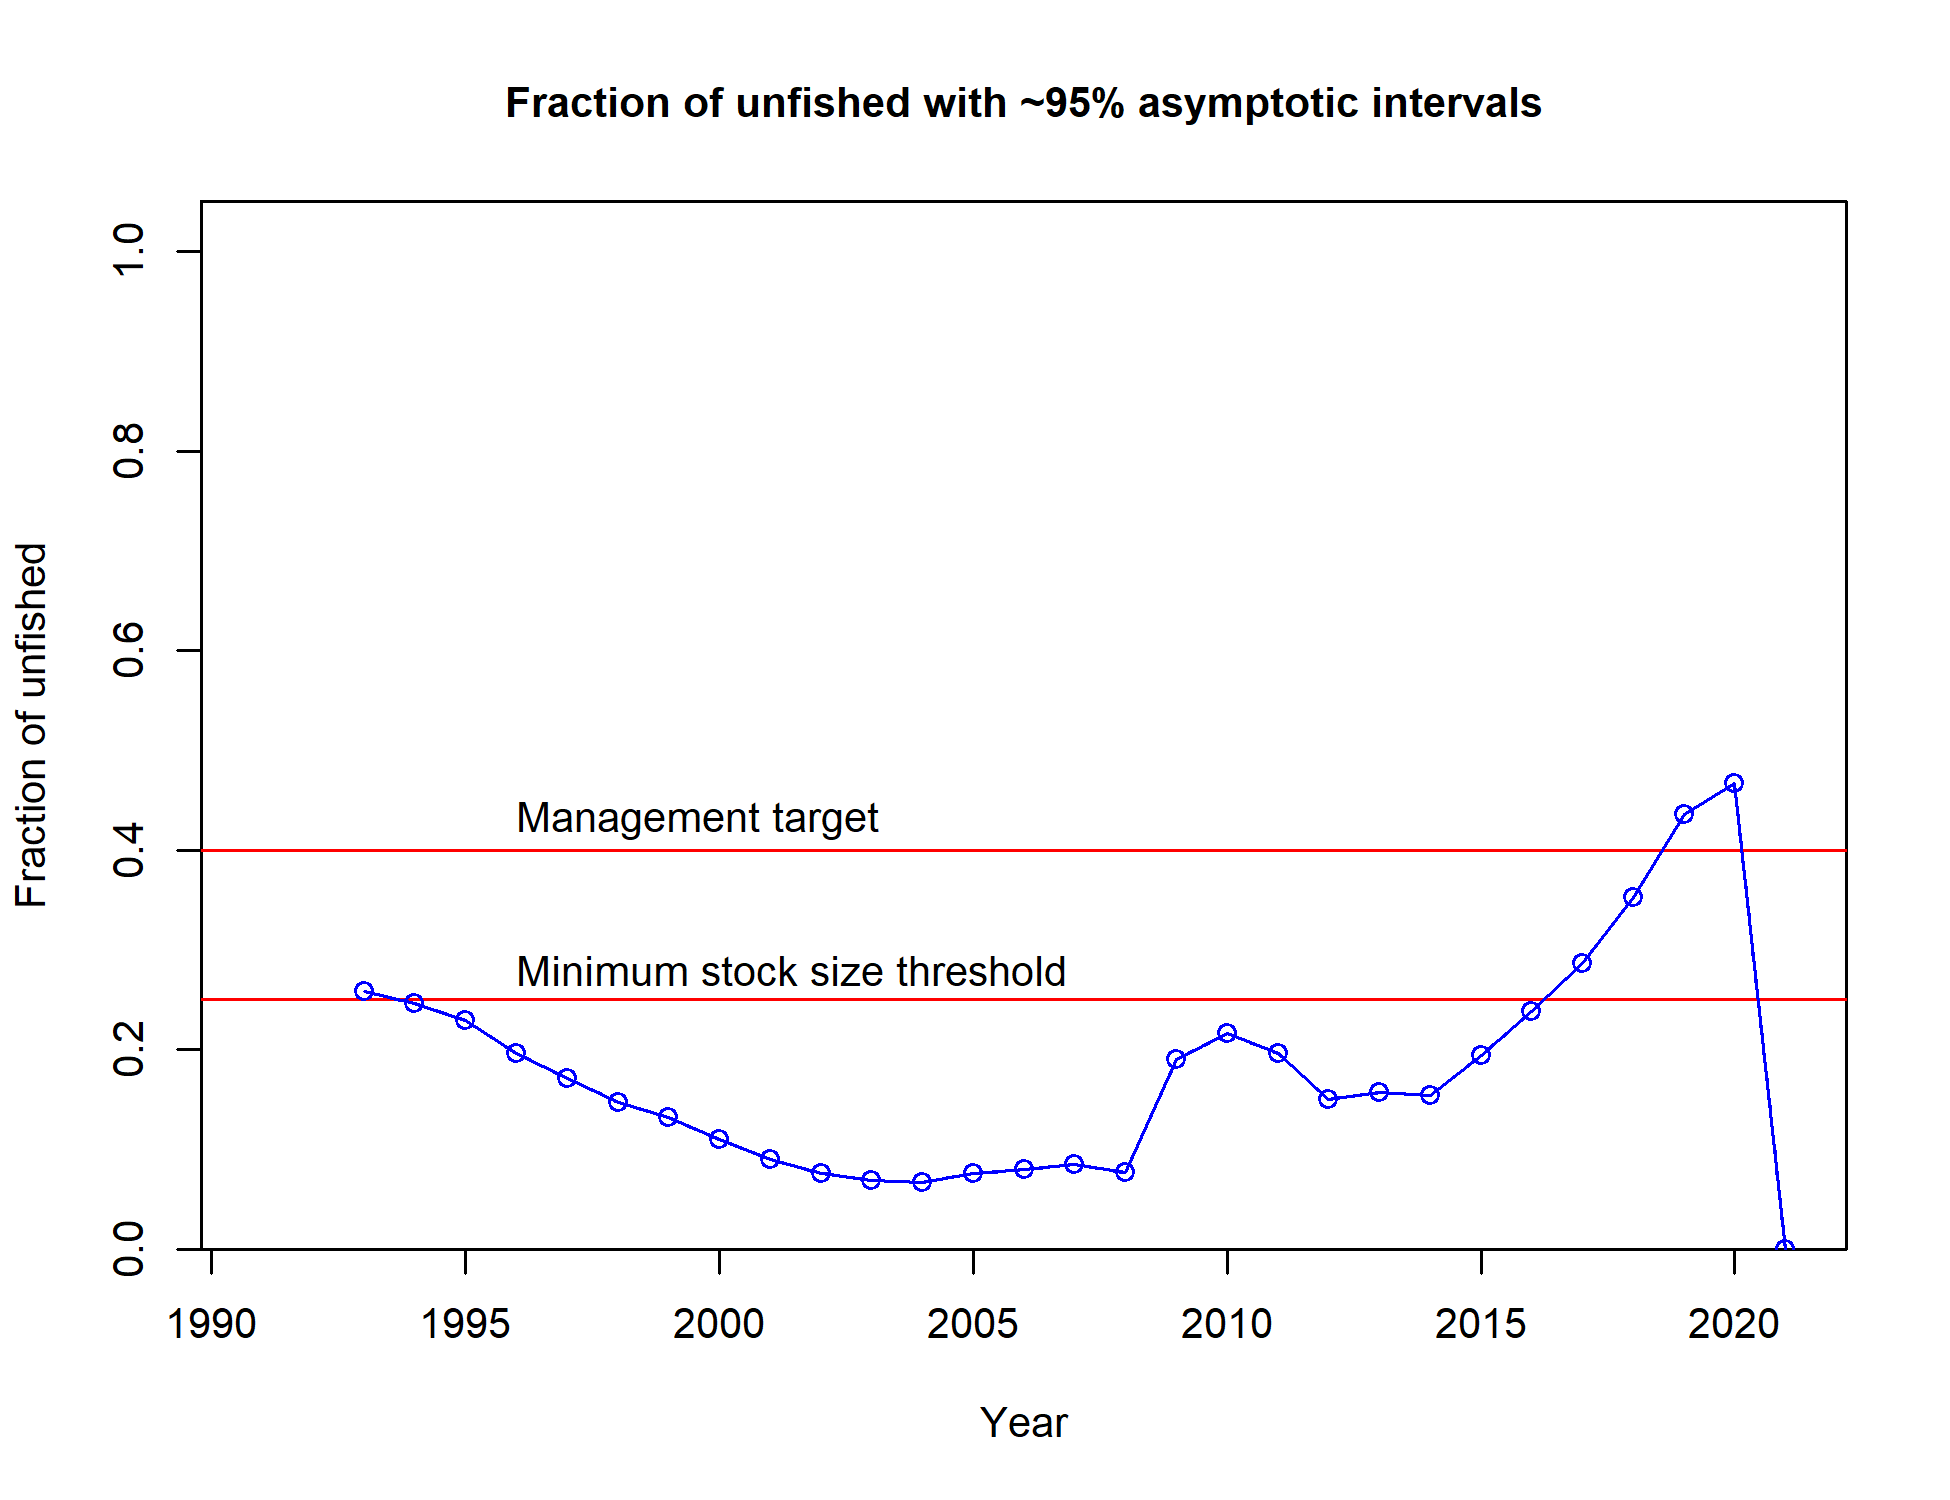 Fraction of unfished with ~95% asymptotic intervals
Fraction of unfished
1.0
0.8
0.6
0.4
0.2
0.0
Management target
Minimum stock size threshold
1990 1995 2000 2005 2010 2015 2020
Year